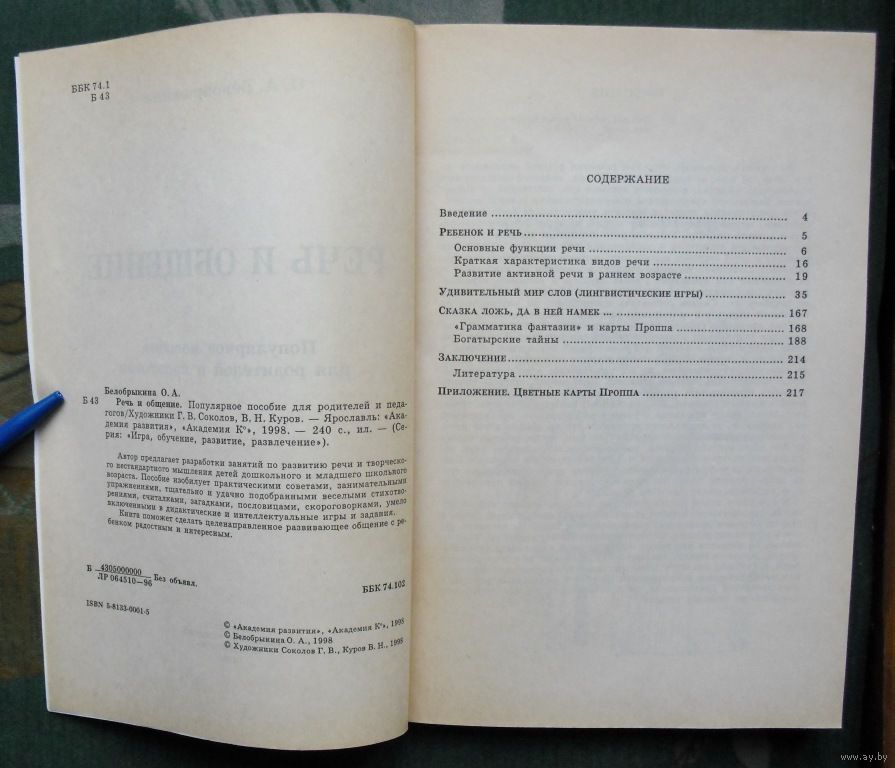 ББК 74.1
Б 43
РЕЧЬ И ОБЩЕНИЕ
Белобрыкина О. А.
Б 43 Речь и общение. Популярное пособие для родителей и педа-
гогов/Художники Г. В. Соколов, В. Н. Куров. — Ярославль: «Ака-
демия развития», «Академия К°», 1998. — 240 с., ил. — (Се-
рия: «Игра, обучение, развитие, развлечение»).
Автор предлагает разработки занятий по развитию речи и творческо-
го нестандартного мышления детей дошкольного и младшего школьного
возраста. Пособие изобилует практическими советами, занимательными
упражнениями, тщательно и удачно подобранными веселыми стихотво-
рениями, считалками, загадками, пословицами, скороговорками, умело
включенными в дидактические и интеллектуальные игры и задания.
Книга поможет сделать целенаправленное развивающее общение с ре-
бенком радостным и интересным.
Б 4305000000
ЛР 064510—96 Без объявл.
ББК 74.102
ISBN 5-8133-0001-5
© «Академия развития», «Академия К°», 1998
© Белобрыкина О. А., 1998
© Художники Соколов Г. В., Куров В. Н., 1998
СОДЕРЖАНИЕ
Введение ........ 4
Ребенок и речь ........ 5
Основные функции речи ........ 6
Краткая характеристика видов речи ........ 16
Развитие активной речи в раннем возрасте ........ 19
Удивительный мир слов (лингвистические игры) ........ 35
Сказка ложь, да в ней намек ... ........ 167
«Грамматика фантазии» и карты Проппа ........ 168
Богатырские тайны ........ 188
Заключение ........ 214
Литература ........ 215
Приложение. Цветные карты Проппа ........ 217
www.ay.by